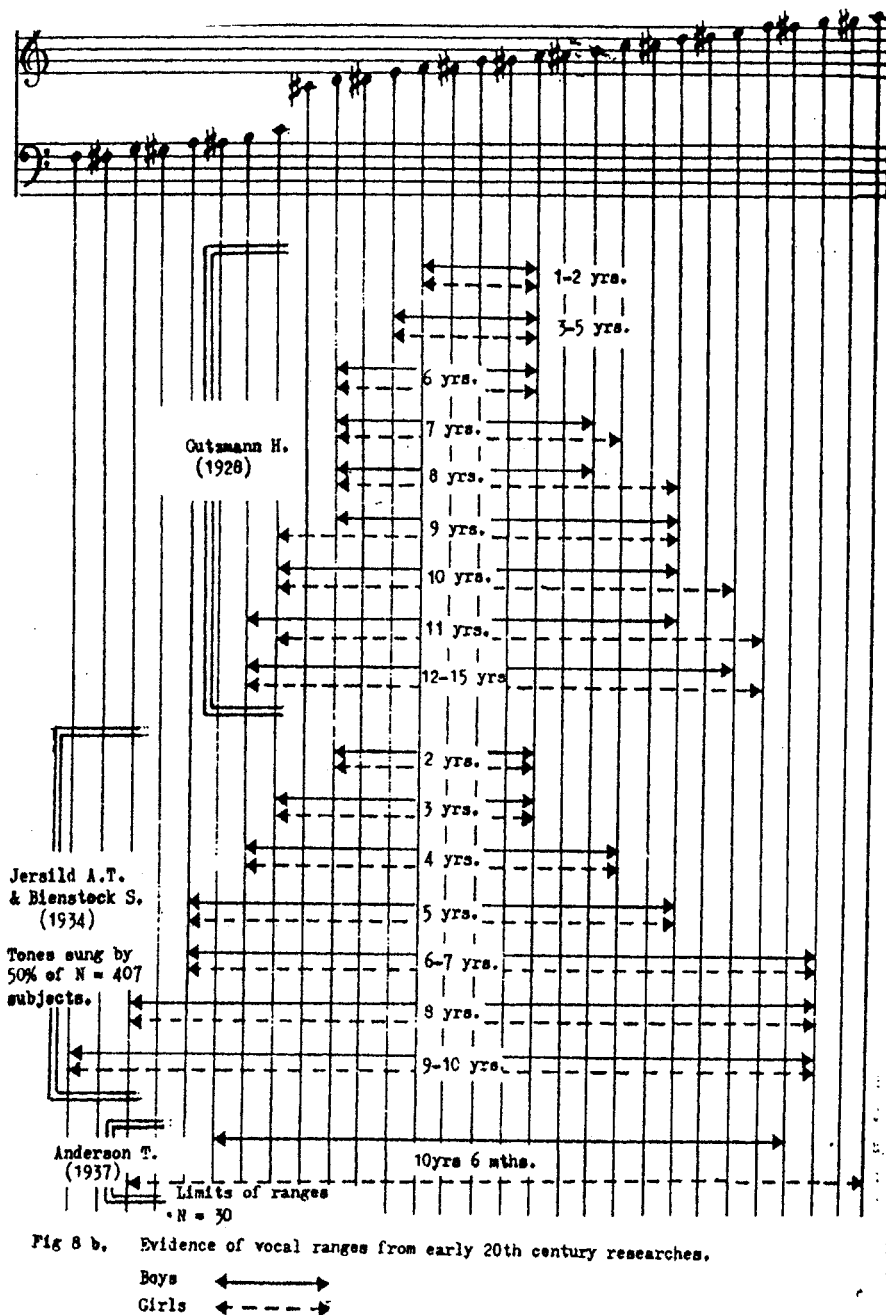 1-2 yrs.
3-5 yrs.
6 yrs.
7 yrs.
Gutzmann H.
(1928)
8 yrs.
9 yrs.
10 yrs.
11 yrs.
12-15 yrs
2 yrs.
3 yrs.
4 yrs.
Jersild A.T.
& Bienstock S.
(1934)
5 yrs.
Tones sung by
50% of N = 407
subjects.
6-7 yrs.
8 yrs.
9-10 yrs
Anderson T.
(1937)
10yrs 6 mths.
Limits of ranges
N = 30
Fig 8 b. Evidence of vocal ranges from early 20th century researches.
Boys
Girls